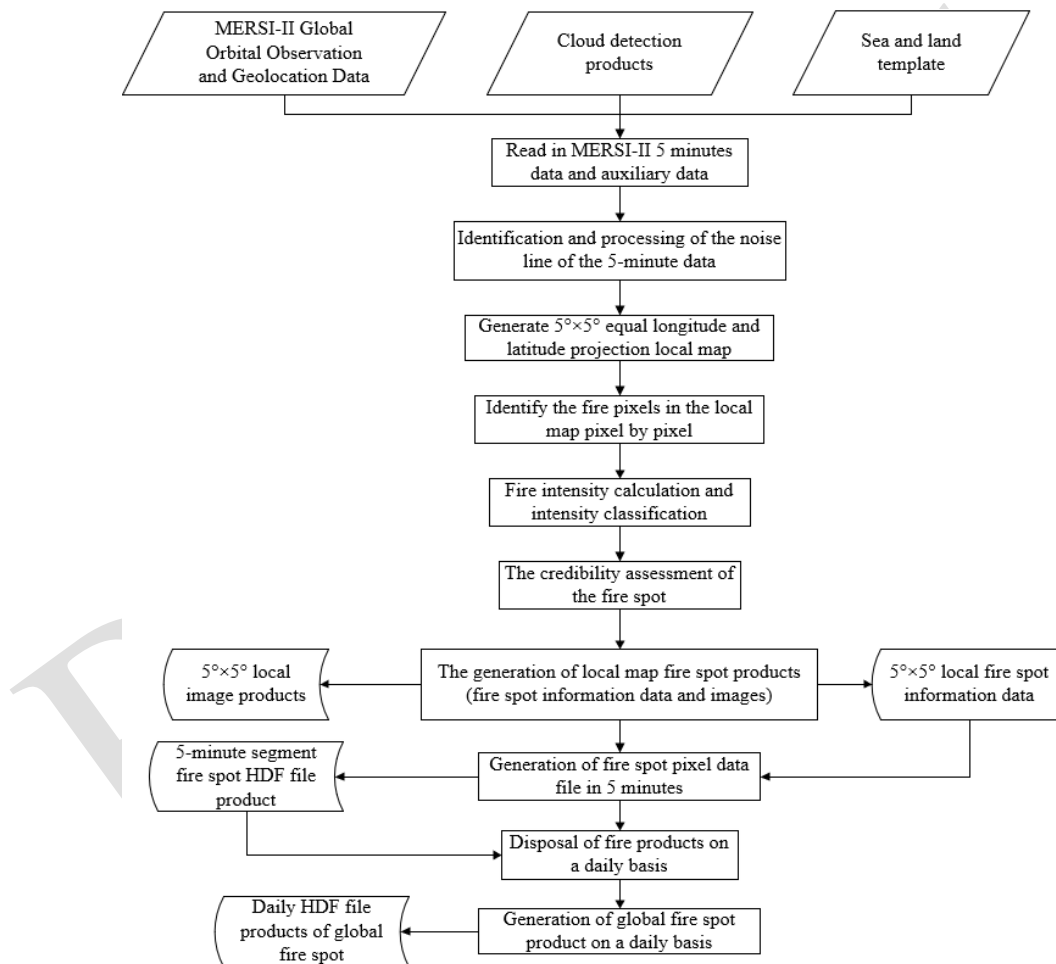 MERSI-II Global
Orbital Observation
and Geolocation Data
Cloud detection
products
Sea and land
template
Read in MERSI-II 5 minutes
data and auxiliary data
Identification and processing of the noise
line of the 5-minute data
Generate 5°×5° equal longitude and
latitude projection local map
Identify the fire pixels in the local
map pixel by pixel
Fire intensity calculation and
intensity classification
The credibility assessment of
the fire spot
5°×5° local
image products
The generation of local map fire spot products
(fire spot information data and images)
5°×5° local fire spot
information data
5-minute segment
fire spot HDF file
product
Generation of fire spot pixel data
file in 5 minutes
Disposal of fire products on
a daily basis
Daily HDF file
products of global
fire spot
Generation of global fire spot
product on a daily basis